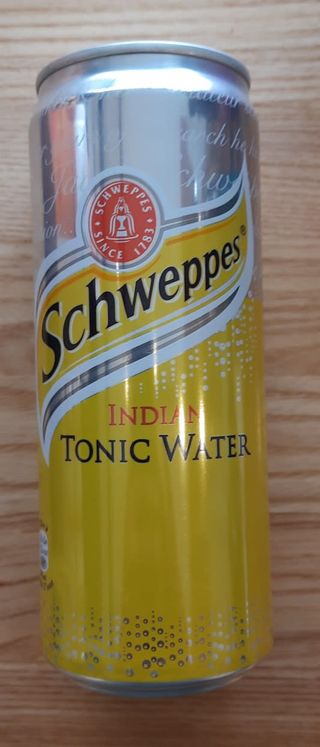 SCHWEPPES
SINCE 1783
Schweppes®
INDIAN
TONIC WATER